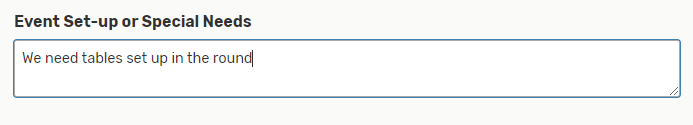 Event Set-up or Special Needs
We need tables set up in the round